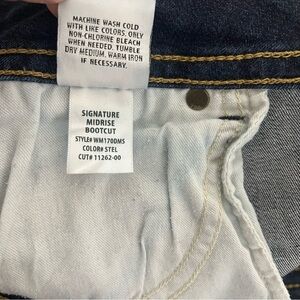 MACHINE WASH COLD
WITH LIKE COLORS. ONLY
NON-CHLORINE BLEACH
WHEN NEEDED. TUMBLE
DRY MEDIUM. WARM IRON
IF NECESSARY.
SIGNATURE
MIDRISE
BOOTCUT
STYLE# WM170DMS
COLOR# STEL
CUT# 11262-00